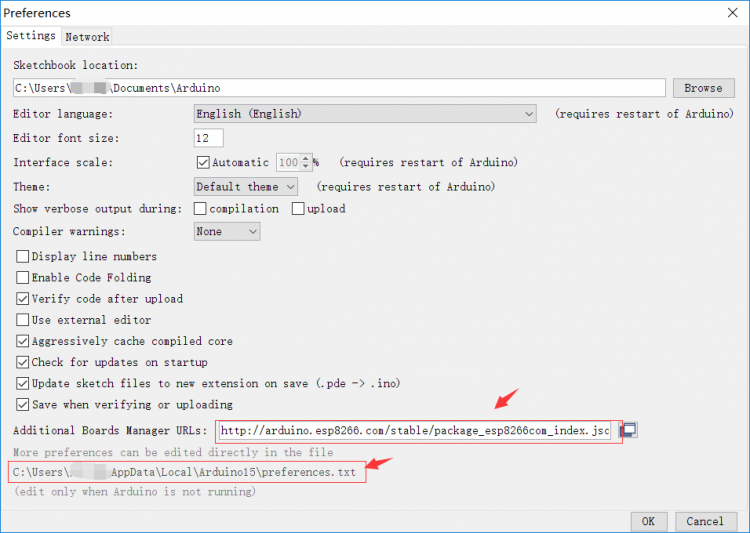 Preferences
Settings Network
Sketchbook location:
C:\Users\ \Documents\Arduino Browse
Editor language: English (English) (requires restart of Arduino)
Editor font size: 12
Interface scale: Automatic 100 % (requires restart of Arduino)
Theme: Default theme (requires restart of Arduino)
Show verbose output during: compilation upload
Compiler warnings: None
Display line numbers
Enable Code Folding
Verify code after upload
Use external editor
Aggressively cache compiled core
Check for updates on startup
Update sketch files to new extension on save (.pde -> .ino)
Save when verifying or uploading
Additional Boards Manager URLs: http://arduino.esp8266.com/stable/package_esp8266com_index.jsc
More preferences can be edited directly in the file
C:\Users\ AppData\Local\Arduino15\preferences.txt
(edit only when Arduino is not running)
OK Cancel